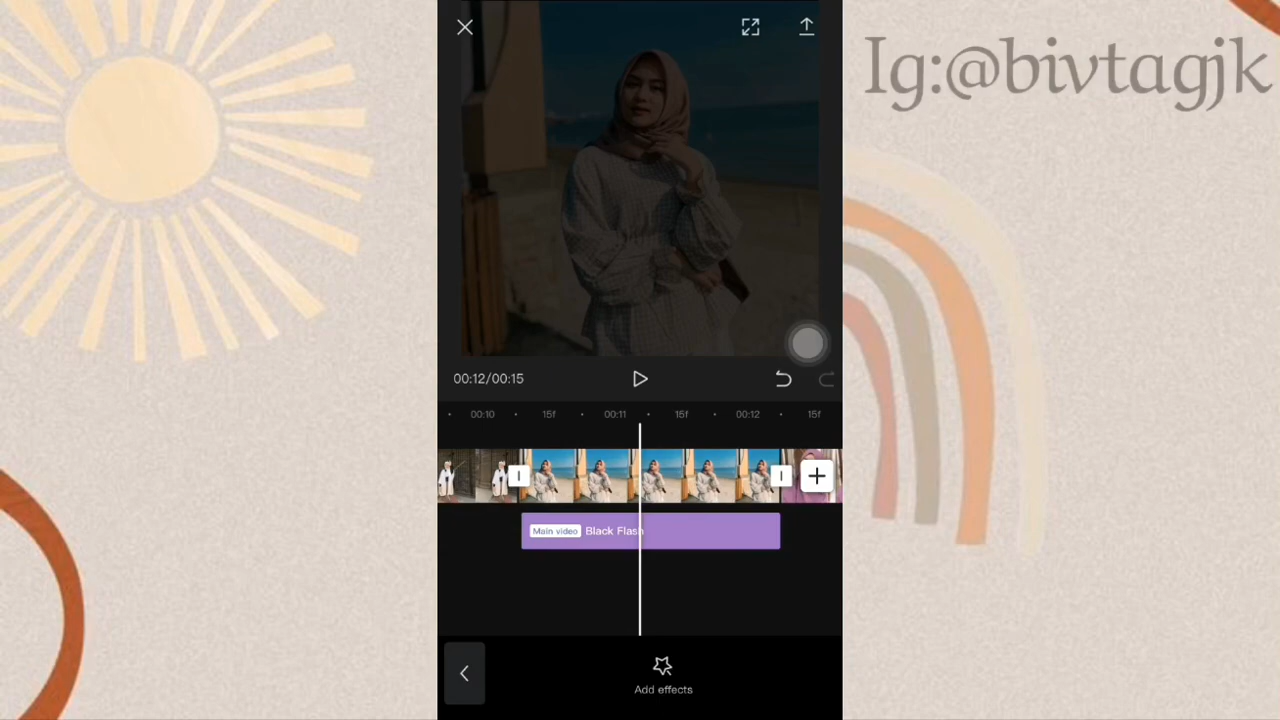 Ig:@bivtagjk
00:12/00:15
00:10 15f 00:11 15f 00:12 15f
Main video Black Flash
Add effects